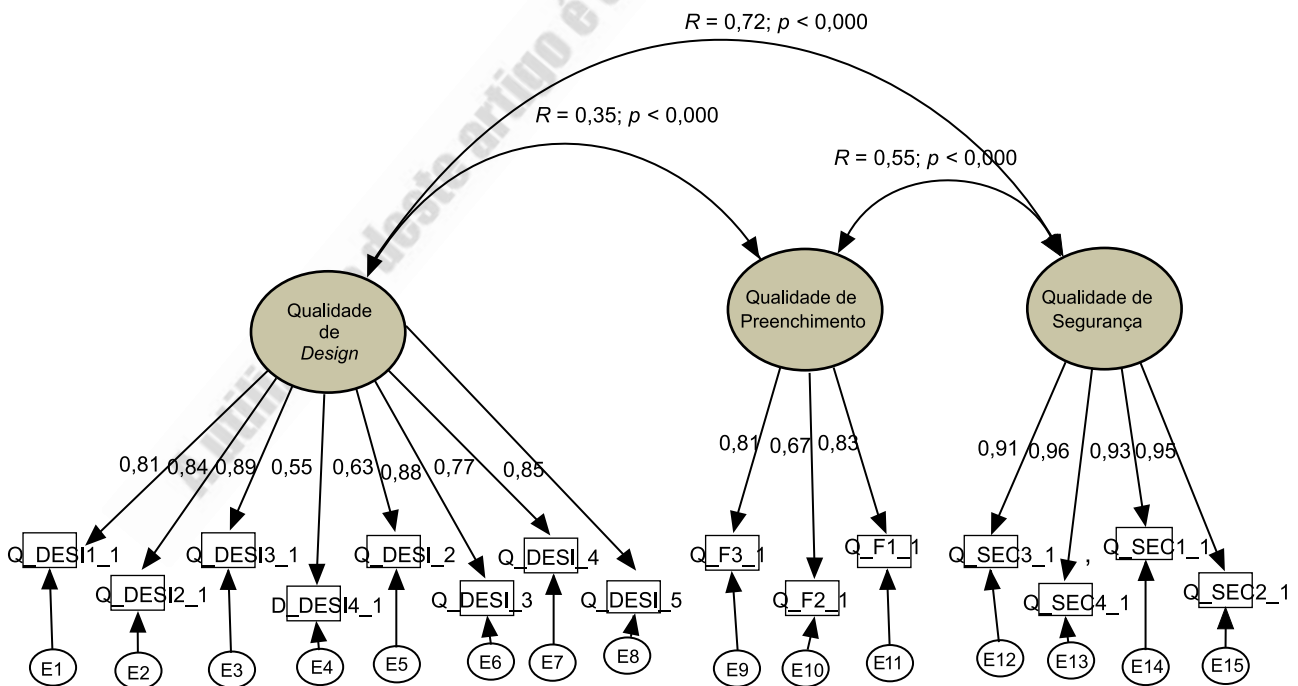 R = 0,72; p < 0,000
R = 0,35; p < 0,000
R = 0,55; p < 0,000
Qualidade
de
Design
Qualidade de
Preenchimento
Qualidade de
Segurança
0,81
0,84
0,89
0,55
0,63
0,88
0,77
0,85
0,81
0,67
0,83
0,91
0,96
0,93
0,95
Q_DESI1_1
Q_DESI2_1
Q_DESI3_1
D_DESI4_1
Q_DESI_2
Q_DESI_3
Q_DESI_4
Q_DESI_5
Q_F3_1
Q_F2_1
Q_F1_1
Q_SEC3_1
Q_SEC4_1
,
Q_SEC1_1
Q_SEC2_1
E1
E2
E3
E4
E5
E6
E7
E8
E9
E10
E11
E12
E13
E14
E15
deste artigo é